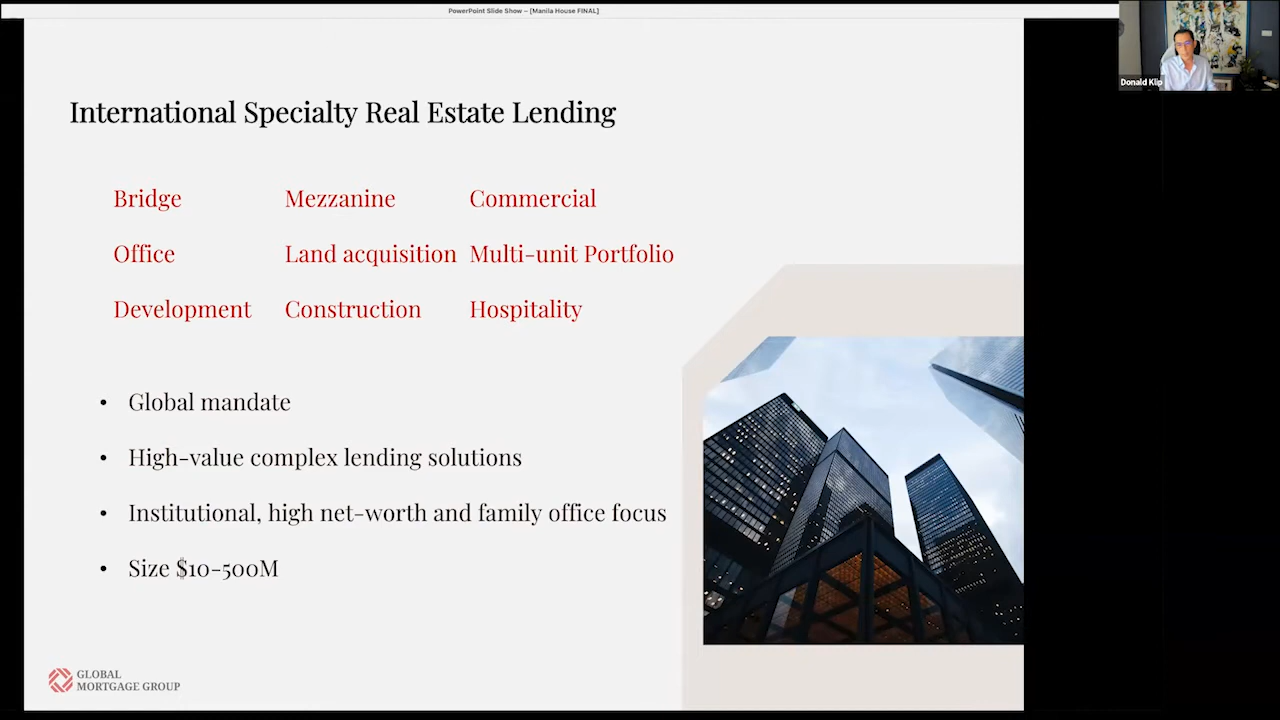 PowerPoint Slide Show – [Manila House FINAL]
Donald Klip
International Specialty Real Estate Lending
Bridge Mezzanine Commercial
Office Land acquisition Multi-unit Portfolio
Development Construction Hospitality
• Global mandate
• High-value complex lending solutions
• Institutional, high net-worth and family office focus
• Size $10-500M
GLOBAL
MORTGAGE GROUP